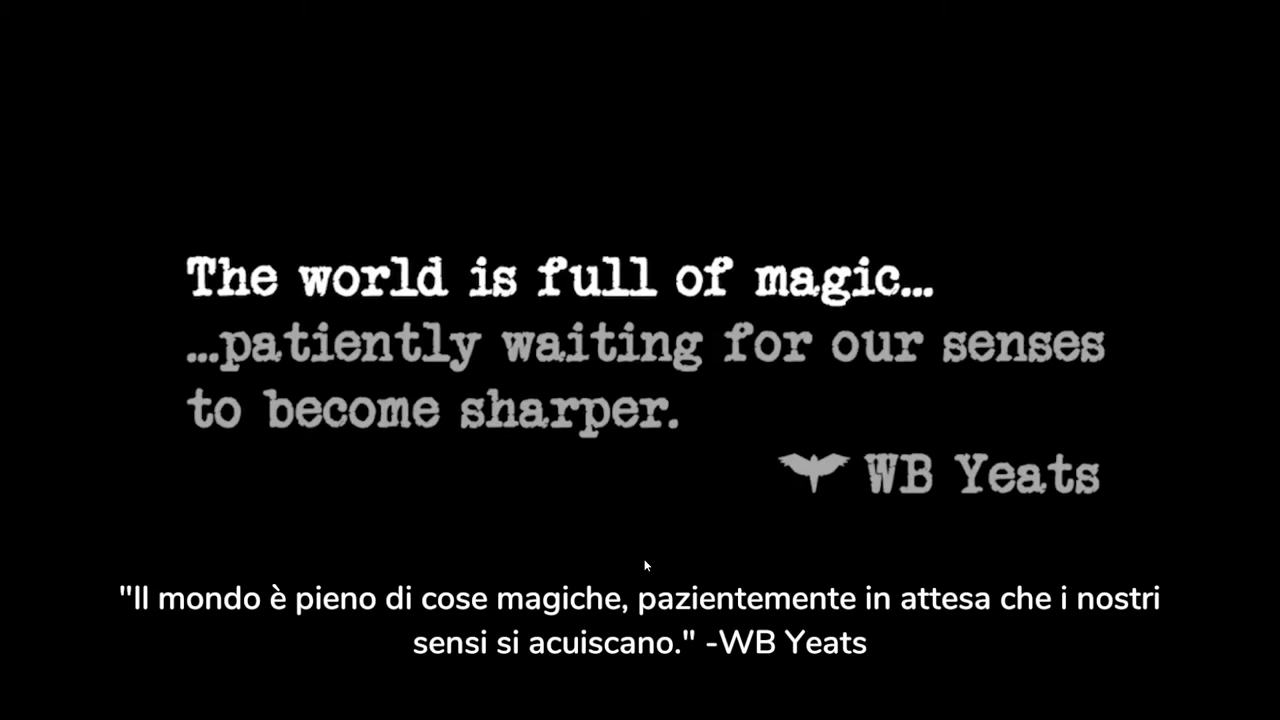 The world is full of magic...
...patiently waiting for our senses
to become sharper.
WB Yeats
"Il mondo è pieno di cose magiche, pazientemente in attesa che i nostri
sensi si acuiscano." -WB Yeats